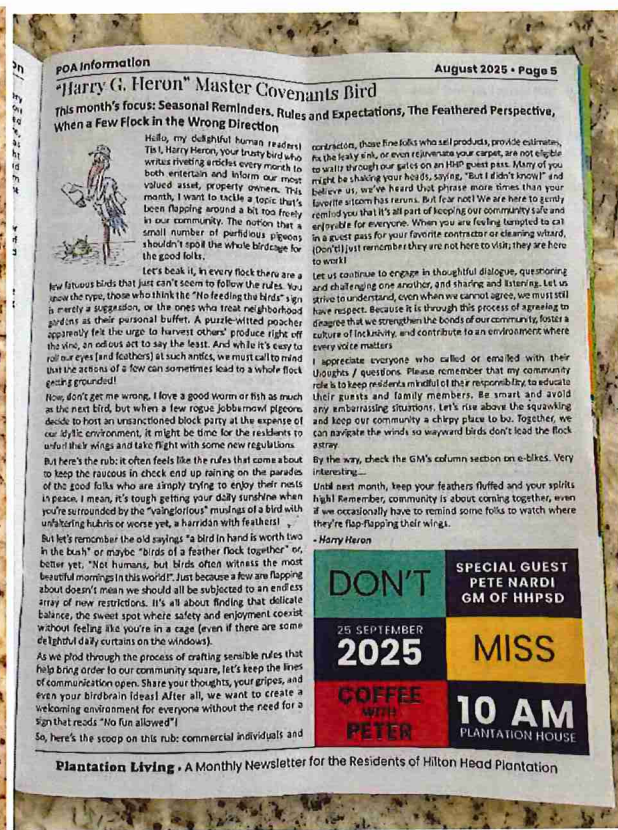 POA Information
August 2025 • Page 5
"Harry G. Heron" Master Covenants Bird
This month's focus: Seasonal Reminders, Rules and Expectations, The Feathered Perspective,
When a Few Flock in the Wrong Direction
Hello, my delightful human readers!
Tis I, Harry Heron, your trusty bird who
writes riveting articles every month to
both entertain and inform our most
valued asset, property owners. This
month, I want to tackle a topic that's
been flapping around a bit too freely
in our community. The notion that a
small number of perfidious pigeons
shouldn't spoil the whole birdcage for
the good folks.
Let's beak it, in every flock there are a
few fatuous birds that just can't seem to follow the rules. You
know the type, those who think the "No feeding the birds" sign
is merely a suggestion, or the ones who treat neighborhood
gardens as their personal buffet. A puzzle-witted poacher
apparently felt the urge to harvest others' produce right off
the vine, an odious act to say the least. And while it's easy to
roll our eyes (and feathers) at such antics, we must call to mind
that the actions of a few can sometimes lead to a whole flock
getting grounded!
Now, don't get me wrong, I love a good worm or fish as much
as the next bird, but when a few rogue jobbernowl pigeons
decide to host an unsanctioned block party at the expense of
our idyllic environment, it might be time for the residents to
unfurl their wings and take flight with some new regulations.
But here's the rub: it often feels like the rules that come about
to keep the raucous in check end up raining on the parades
of the good folks who are simply trying to enjoy their nests
in peace. I mean, it's tough getting your daily sunshine when
you're surrounded by the "vainglorious" musings of a bird with
unfaltering hubris or worse yet, a harridan with feathers!
But let's remember the old sayings "a bird in hand is worth two
in the bush" or maybe "birds of a feather flock together" or,
better yet, "Not humans, but birds often witness the most
beautiful mornings in this world!". Just because a few are flapping
about doesn't mean we should all be subjected to an endless
array of new restrictions. It's all about finding that delicate
balance, the sweet spot where safety and enjoyment coexist
without feeling like you're in a cage (even if there are some
delightful daily curtains on the windows).
As we plod through the process of crafting sensible rules that
help bring order to our community square, let's keep the lines
of communication open. Share your thoughts, your gripes, and
even your birdbrain ideas! After all, we want to create a
welcoming environment for everyone without the need for a
sign that reads "No fun allowed"!
So, here's the scoop on this rub: commercial individuals and
contractors, those fine folks who sell products, provide estimates,
fix the leaky sink, or even rejuvenate your carpet, are not eligible
to waltz through our gates on an HHP guest pass. Many of you
might be shaking your heads, saying, "But I didn't know!" and
believe us, we've heard that phrase more times than your
favorite sitcom has reruns. But fear not! We are here to gently
remind you that it's all part of keeping our community safe and
enjoyable for everyone. When you are feeling tempted to call
in a guest pass for your favorite contractor or cleaning wizard,
(Don't!) just remember they are not here to visit; they are here
to work!
Let us continue to engage in thoughtful dialogue, questioning
and challenging one another, and sharing and listening. Let us
strive to understand, even when we cannot agree, we must still
have respect. Because it is through this process of agreeing to
disagree that we strengthen the bonds of our community, foster a
culture of inclusivity, and contribute to an environment where
every voice matters
I appreciate everyone who called or emailed with their
thoughts / questions. Please remember that my community
role is to keep residents mindful of their responsibility, to educate
their guests and family members. Be smart and avoid
any embarrassing situations. Let's rise above the squawking
and keep our community a chirpy place to be. Together, we
can navigate the winds so wayward birds don't lead the flock
astray.
By the way, check the GM's column section on e-bikes. Very
interesting...
Until next month, keep your feathers fluffed and your spirits
high! Remember, community is about coming together, even
if we occasionally have to remind some folks to watch where
they're flap-flapping their wings.
- Harry Heron
DON'T
SPECIAL GUEST
PETE NARDI
GM OF HHPSD
25 SEPTEMBER
2025
MISS
COFFEE
WITH
PETER
10 AM
PLANTATION HOUSE
Plantation Living • A Monthly Newsletter for the Residents of Hilton Head Plantation